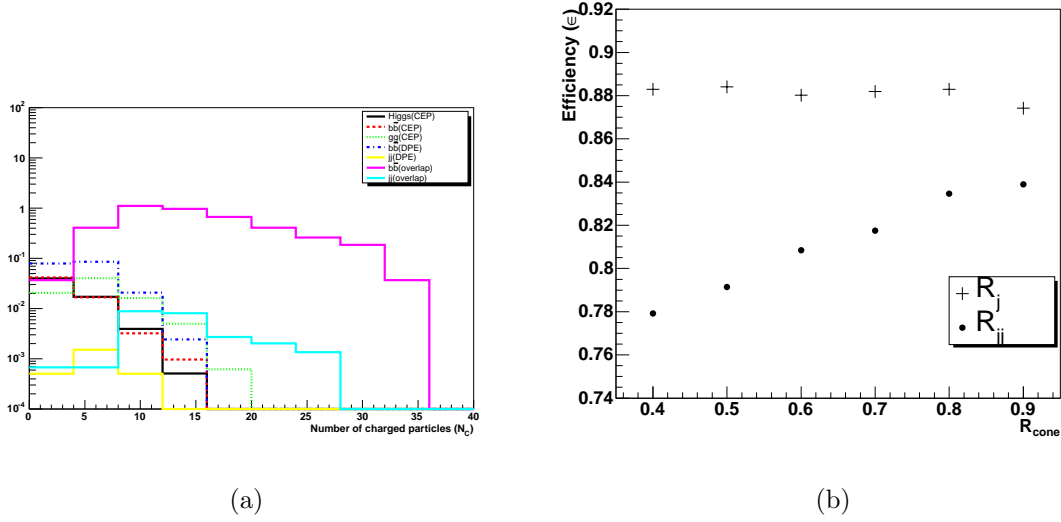 10²
10
1
10⁻¹
10⁻²
10⁻³
10⁻⁴
0 5 10 15 20 25 30 35 40
Number of charged particles (N_C)
Higgs(CEP)
bb̅(CEP)
gg(CEP)
bb̅(DPE)
jj(DPE)
bb̅(overlap)
jj(overlap)
(a)
Efficiency (ϵ)
0.92
0.9
0.88
0.86
0.84
0.82
0.8
0.78
0.76
0.74
0.4 0.5 0.6 0.7 0.8 0.9
R_cone
R_j
R_jj
(b)